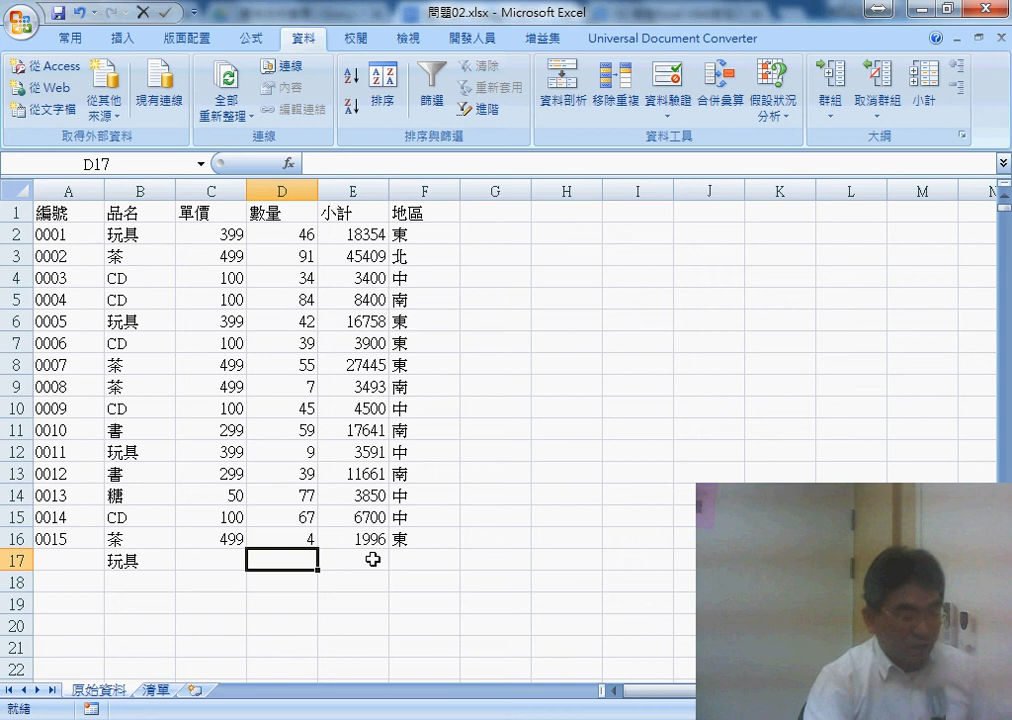 問題02.xlsx - Microsoft Excel
常用 插入 版面配置 公式 資料 校閱 檢視 開發人員 增益集 Universal Document Converter
從 Access
從 Web
從文字檔
從其他來源
現有連線
取得外部資料
全部重新整理
連線
內容
編輯連結
連線
排序
篩選
清除
重新套用
進階
排序與篩選
資料剖析 移除重複 資料驗證 合併彙算 假設狀況分析
資料工具
群組 取消群組 小計
大綱
D17 fx
A B C D E F G H I J K L M N
1 編號 品名 單價 數量 小計 地區
2 0001 玩具 399 46 18354 東
3 0002 茶 499 91 45409 北
4 0003 CD 100 34 3400 中
5 0004 CD 100 84 8400 南
6 0005 玩具 399 42 16758 東
7 0006 CD 100 39 3900 東
8 0007 茶 499 55 27445 東
9 0008 茶 499 7 3493 南
10 0009 CD 100 45 4500 中
11 0010 書 299 59 17641 南
12 0011 玩具 399 9 3591 中
13 0012 書 299 39 11661 南
14 0013 糖 50 77 3850 中
15 0014 CD 100 67 6700 中
16 0015 茶 499 4 1996 東
17 玩具
18
19
20
21
22
原始資料 清單
就緒